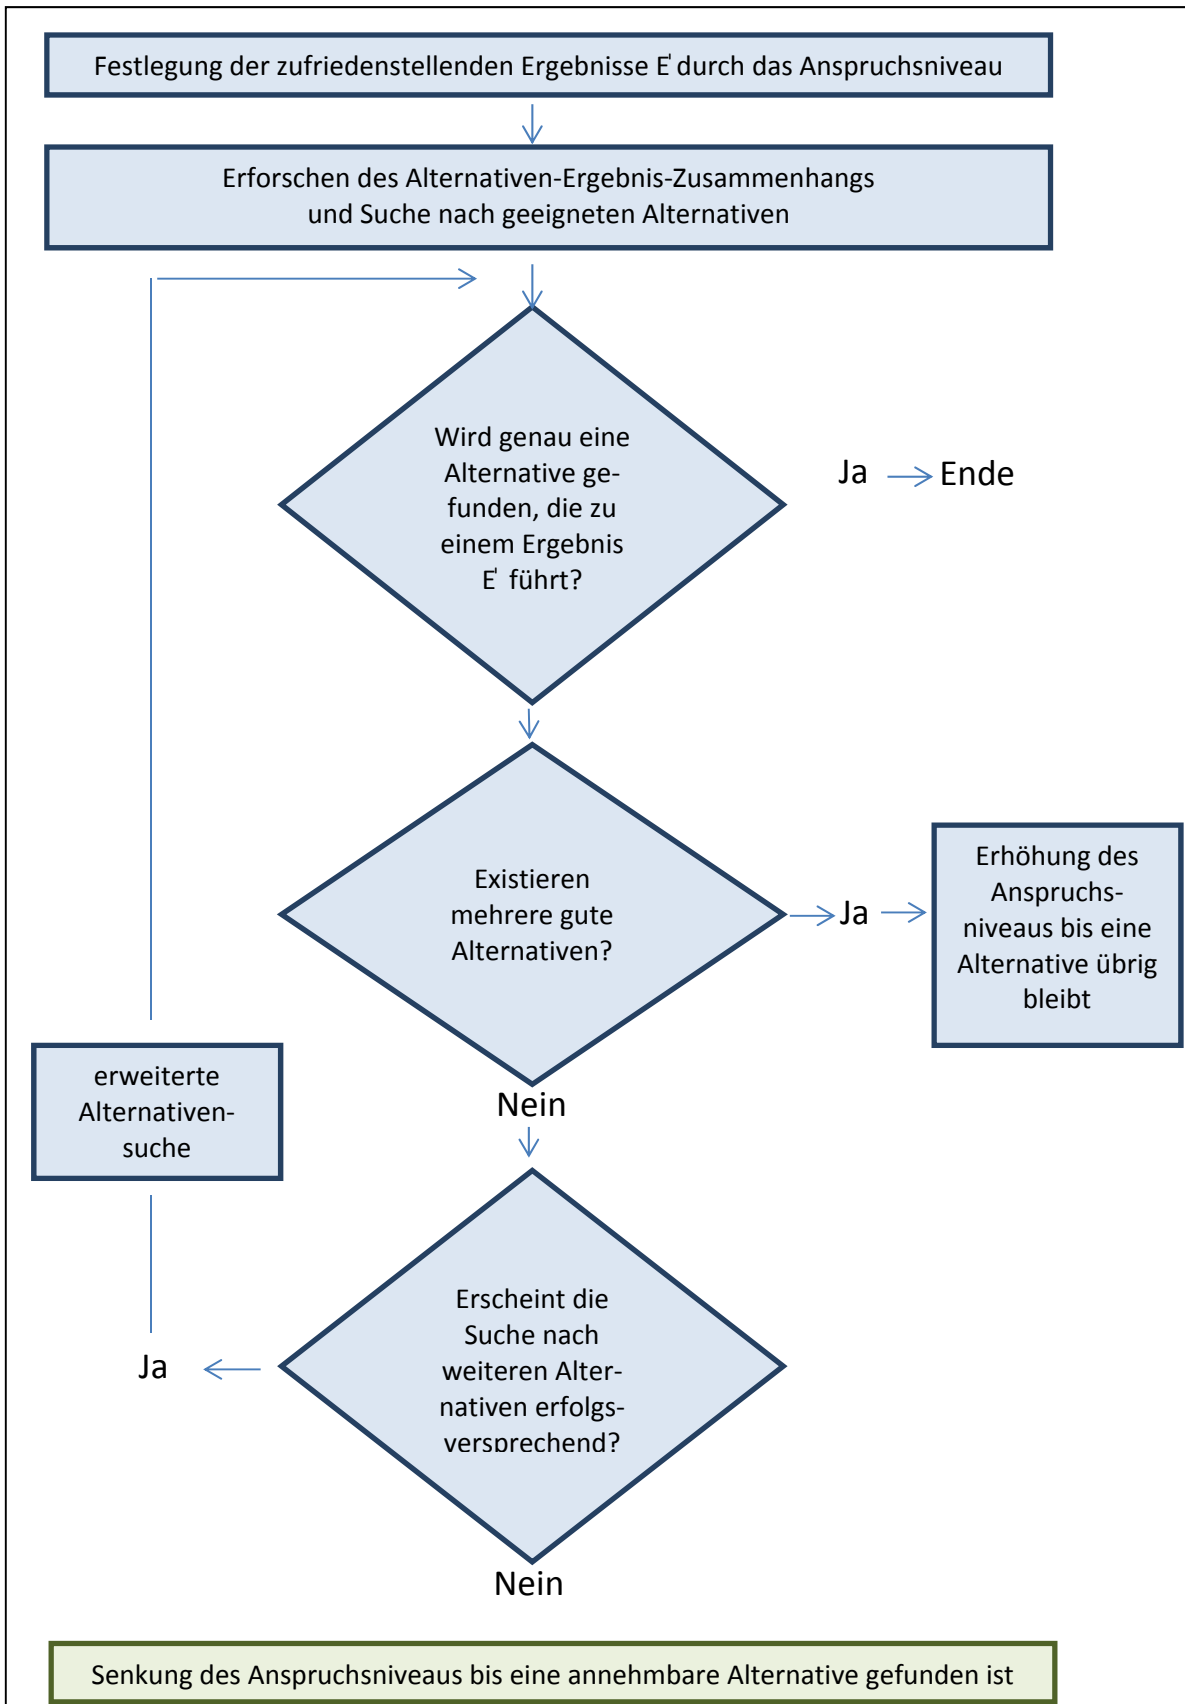 Festlegung der zufriedenstellenden Ergebnisse E' durch das Anspruchsniveau
Erforschen des Alternativen-Ergebnis-Zusammenhangs
und Suche nach geeigneten Alternativen
Wird genau eine
Alternative ge-
funden, die zu
einem Ergebnis
E' führt?
Ja
Ende
Existieren
mehrere gute
Alternativen?
Ja
Erhöhung des
Anspruchs-
niveaus bis eine
Alternative übrig
bleibt
Nein
erweiterte
Alternativen-
suche
Erscheint die
Suche nach
weiteren Alter-
nativen erfolgs-
versprechend?
Ja
Nein
Senkung des Anspruchsniveaus bis eine annehmbare Alternative gefunden ist